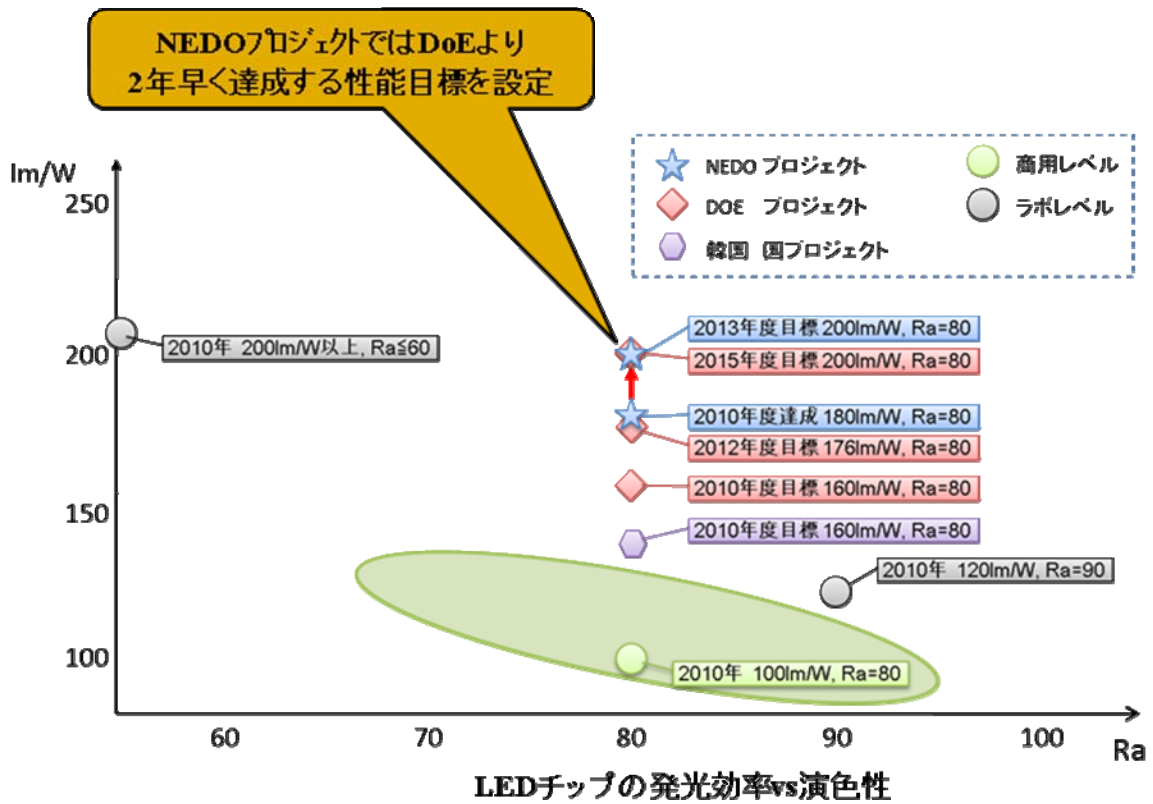 NEDOプロジェクトではDoEより
2年早く達成する性能目標を設定
NEDO プロジェクト
商用レベル
DOE プロジェクト
ラボレベル
韓国 国プロジェクト
lm/W
250
200
150
100
2010年 200lm/W以上, Ra≦60
2013年度目標 200lm/W, Ra=80
2015年度目標 200lm/W, Ra=80
2010年度達成 180lm/W, Ra=80
2012年度目標 176lm/W, Ra=80
2010年度目標 160lm/W, Ra=80
2010年度目標 160lm/W, Ra=80
2010年 120lm/W, Ra=90
2010年 100lm/W, Ra=80
60 70 80 90 100
Ra
LEDチップの発光効率vs演色性